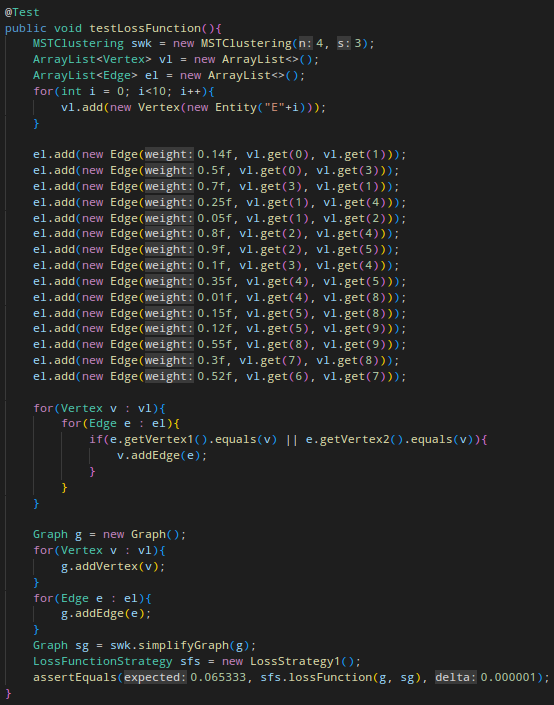 @Test
public void testLossFunction(){
    MSTClustering swk = new MSTClustering(n: 4, s: 3);
    ArrayList<Vertex> vl = new ArrayList<>();
    ArrayList<Edge> el = new ArrayList<>();
    for(int i = 0; i<10; i++){
        vl.add(new Vertex(new Entity("E"+i)));
    }

    el.add(new Edge(weight: 0.14f, vl.get(0), vl.get(1)));
    el.add(new Edge(weight: 0.5f, vl.get(0), vl.get(3)));
    el.add(new Edge(weight: 0.7f, vl.get(3), vl.get(1)));
    el.add(new Edge(weight: 0.25f, vl.get(1), vl.get(4)));
    el.add(new Edge(weight: 0.05f, vl.get(1), vl.get(2)));
    el.add(new Edge(weight: 0.8f, vl.get(2), vl.get(4)));
    el.add(new Edge(weight: 0.9f, vl.get(2), vl.get(5)));
    el.add(new Edge(weight: 0.1f, vl.get(3), vl.get(4)));
    el.add(new Edge(weight: 0.35f, vl.get(4), vl.get(5)));
    el.add(new Edge(weight: 0.01f, vl.get(4), vl.get(8)));
    el.add(new Edge(weight: 0.15f, vl.get(5), vl.get(8)));
    el.add(new Edge(weight: 0.12f, vl.get(5), vl.get(9)));
    el.add(new Edge(weight: 0.55f, vl.get(8), vl.get(9)));
    el.add(new Edge(weight: 0.3f, vl.get(7), vl.get(8)));
    el.add(new Edge(weight: 0.52f, vl.get(6), vl.get(7)));

    for(Vertex v : vl){
        for(Edge e : el){
            if(e.getVertex1().equals(v) || e.getVertex2().equals(v)){
                v.addEdge(e);
            }
        }
    }

    Graph g = new Graph();
    for(Vertex v : vl){
        g.addVertex(v);
    }
    for(Edge e : el){
        g.addEdge(e);
    }
    Graph sg = swk.simplifyGraph(g);
    LossFunctionStrategy sfs = new LossStrategy1();
    assertEquals(expected: 0.065333, sfs.lossFunction(g, sg), delta: 0.000001);
}